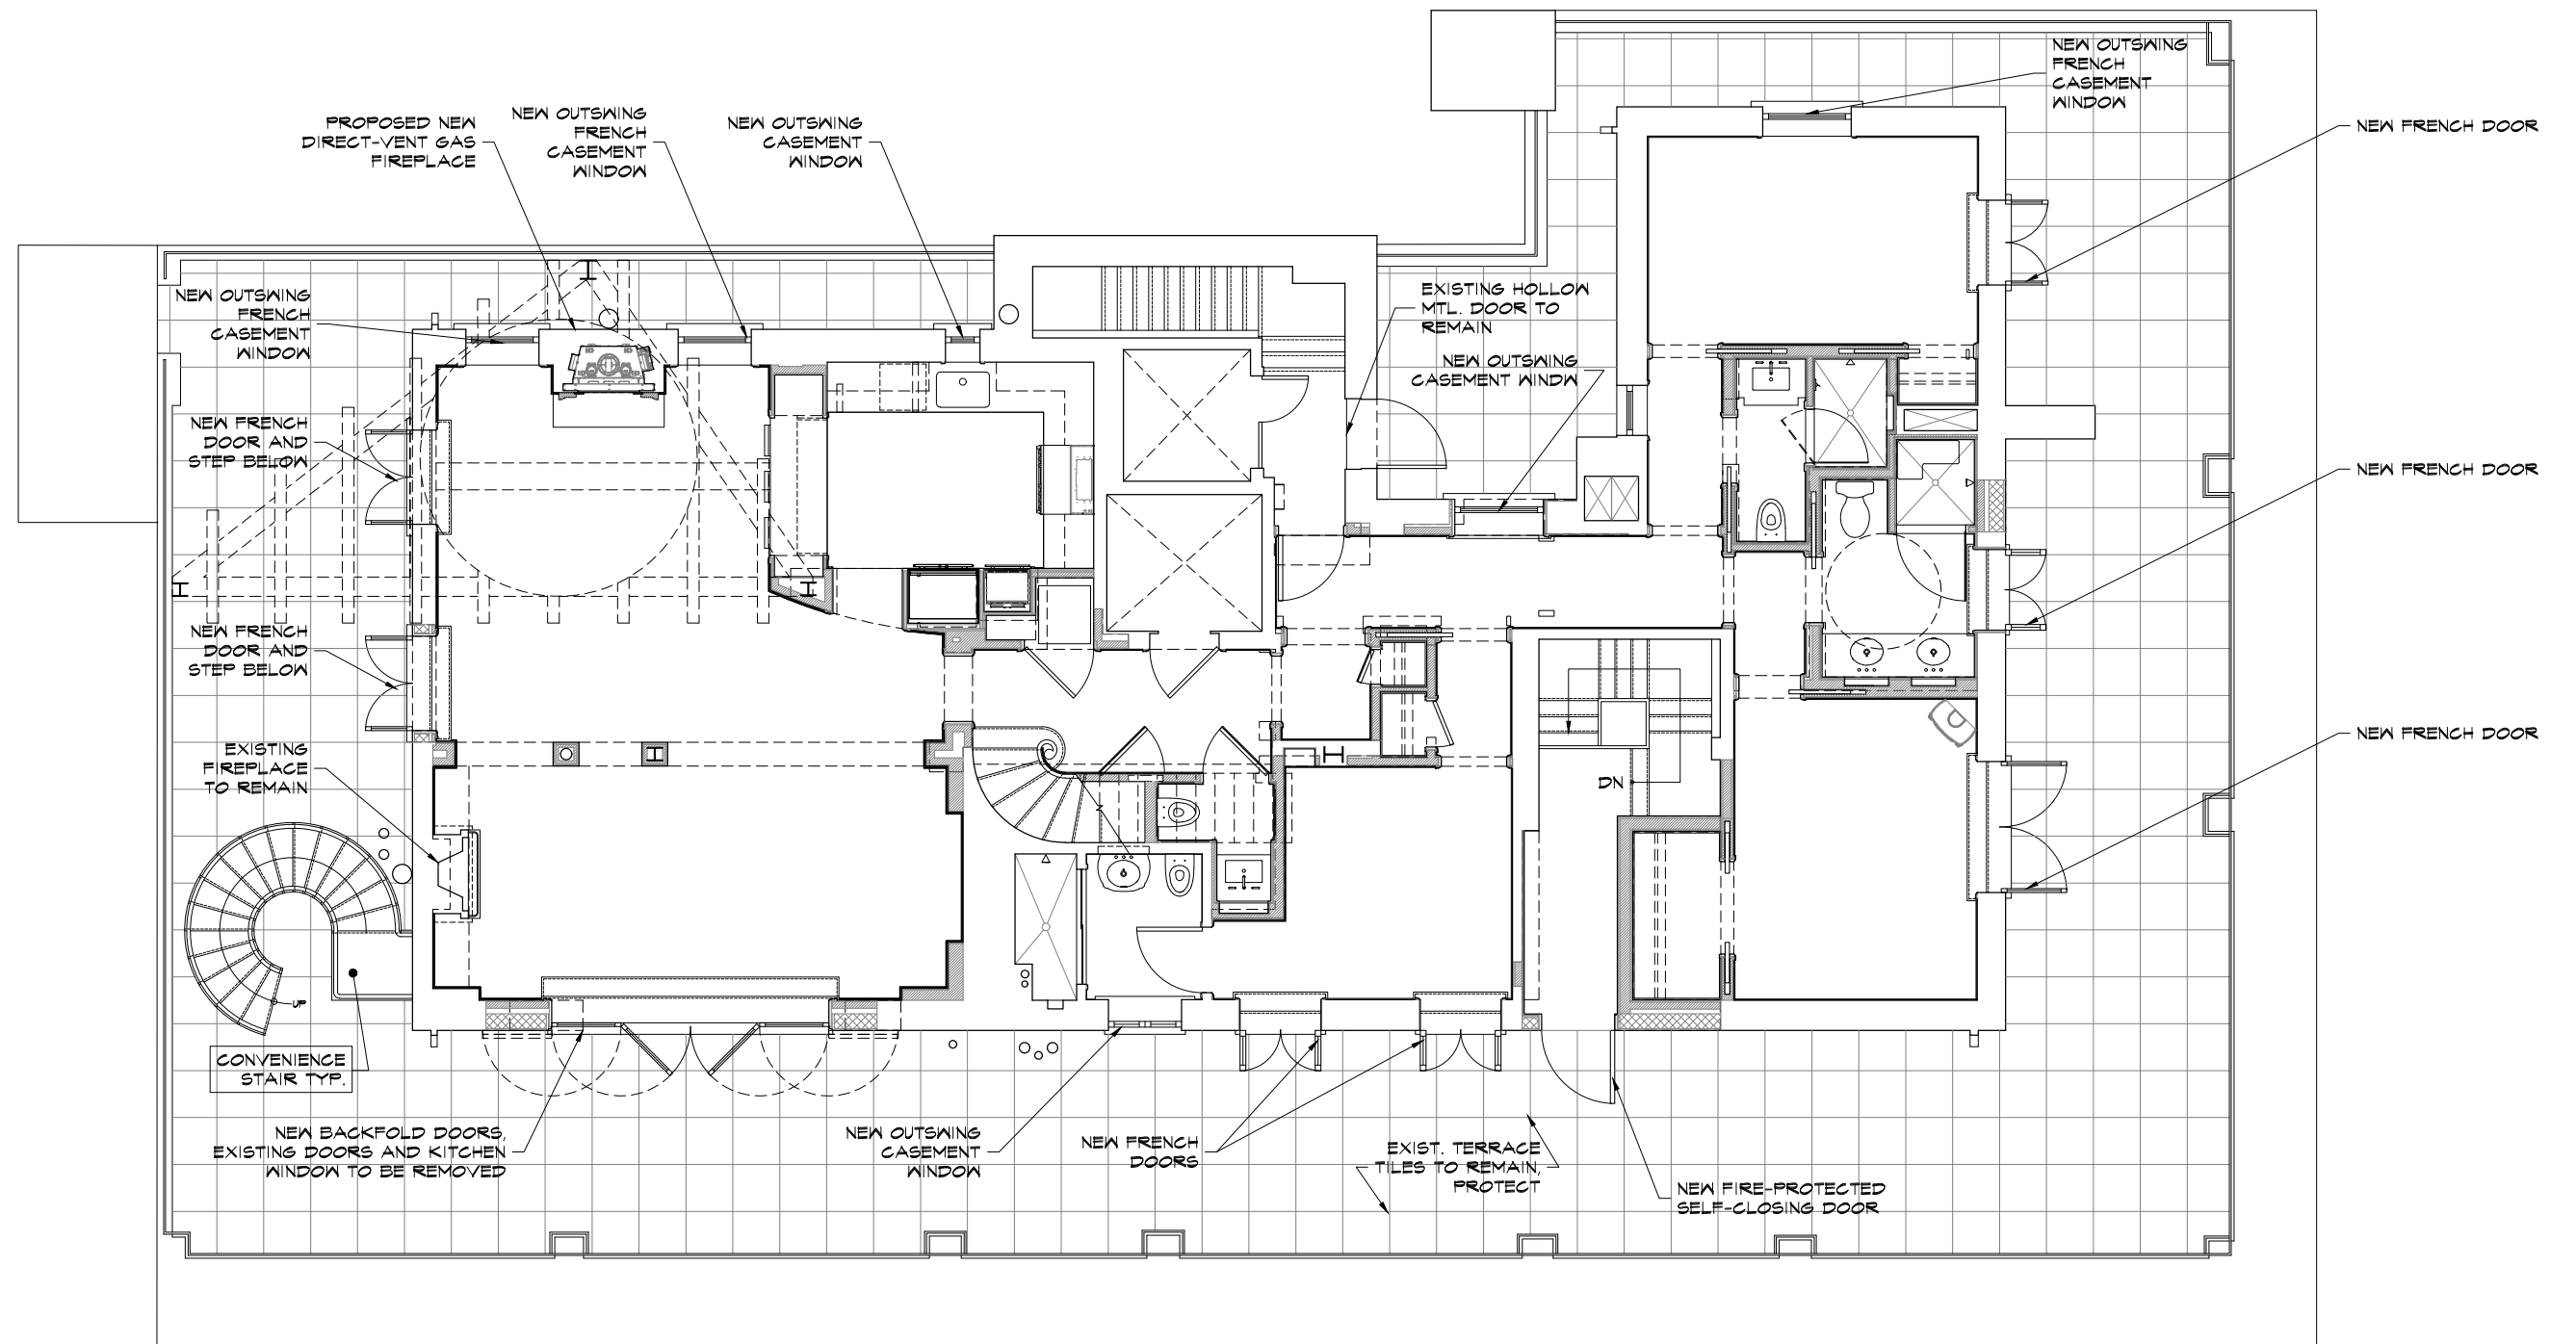 NEW OUTSWING
FRENCH
CASEMENT
WINDOW
NEW FRENCH DOOR
PROPOSED NEW
DIRECT-VENT GAS
FIREPLACE
NEW OUTSWING
FRENCH
CASEMENT
WINDOW
NEW OUTSWING
CASEMENT
WINDOW
NEW OUTSWING
FRENCH
CASEMENT
WINDOW
EXISTING HOLLOW
MTL. DOOR TO
REMAIN
NEW OUTSWING
CASEMENT WINDW
NEW FRENCH
DOOR AND
STEP BELOW
NEW FRENCH DOOR
NEW FRENCH
DOOR AND
STEP BELOW
EXISTING
FIREPLACE
TO REMAIN
NEW FRENCH DOOR
DN
UP
CONVENIENCE
STAIR TYP.
NEW BACKFOLD DOORS,
EXISTING DOORS AND KITCHEN
WINDOW TO BE REMOVED
NEW OUTSWING
CASEMENT
WINDOW
NEW FRENCH
DOORS
EXIST. TERRACE
TILES TO REMAIN,
PROTECT
NEW FIRE-PROTECTED
SELF-CLOSING DOOR